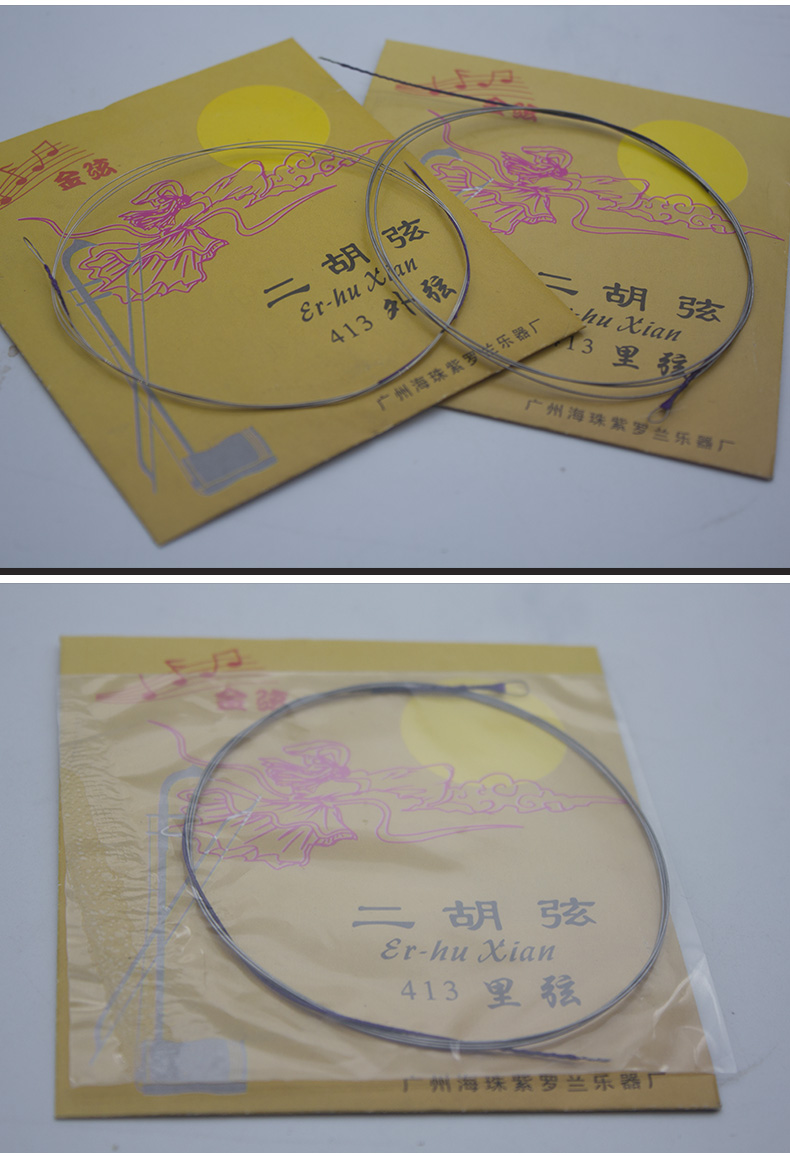 金弦
二胡弦
Er-hu Xian
413 外弦
广州海珠紫罗兰乐器厂
金弦
二胡弦
-hu Xian
13 里弦
广州海珠紫罗兰乐器厂
金弦
二胡弦
Er-hu Xian
413 里弦
广州海珠紫罗兰乐器厂